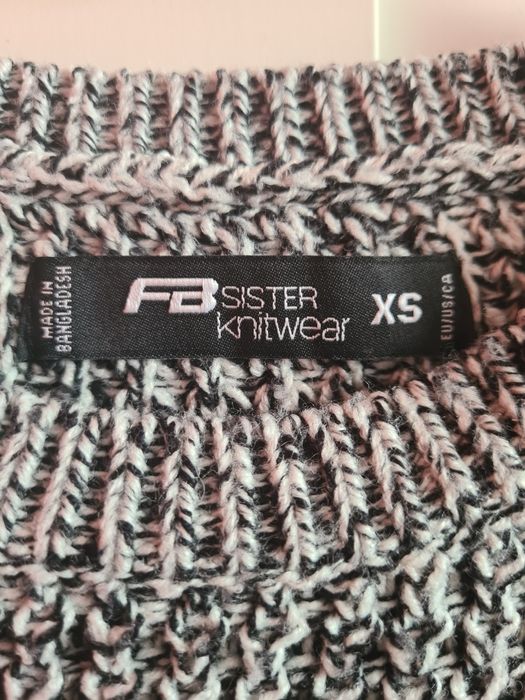 MADE IN
BANGLADESH
FB SISTER
knitwear
XS
EU/US/CA